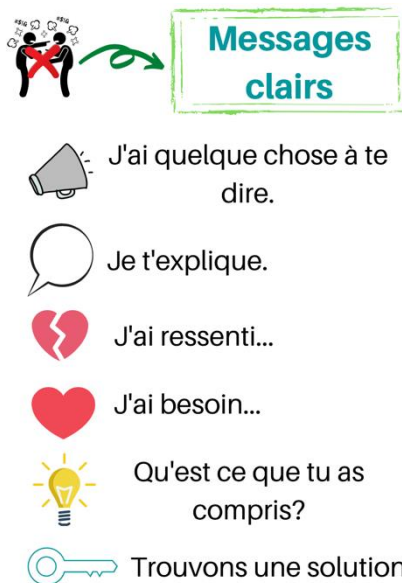 Messages
clairs
J'ai quelque chose à te
dire.
Je t'explique.
J'ai ressenti...
J'ai besoin...
Qu'est ce que tu as
compris?
Trouvons une solution